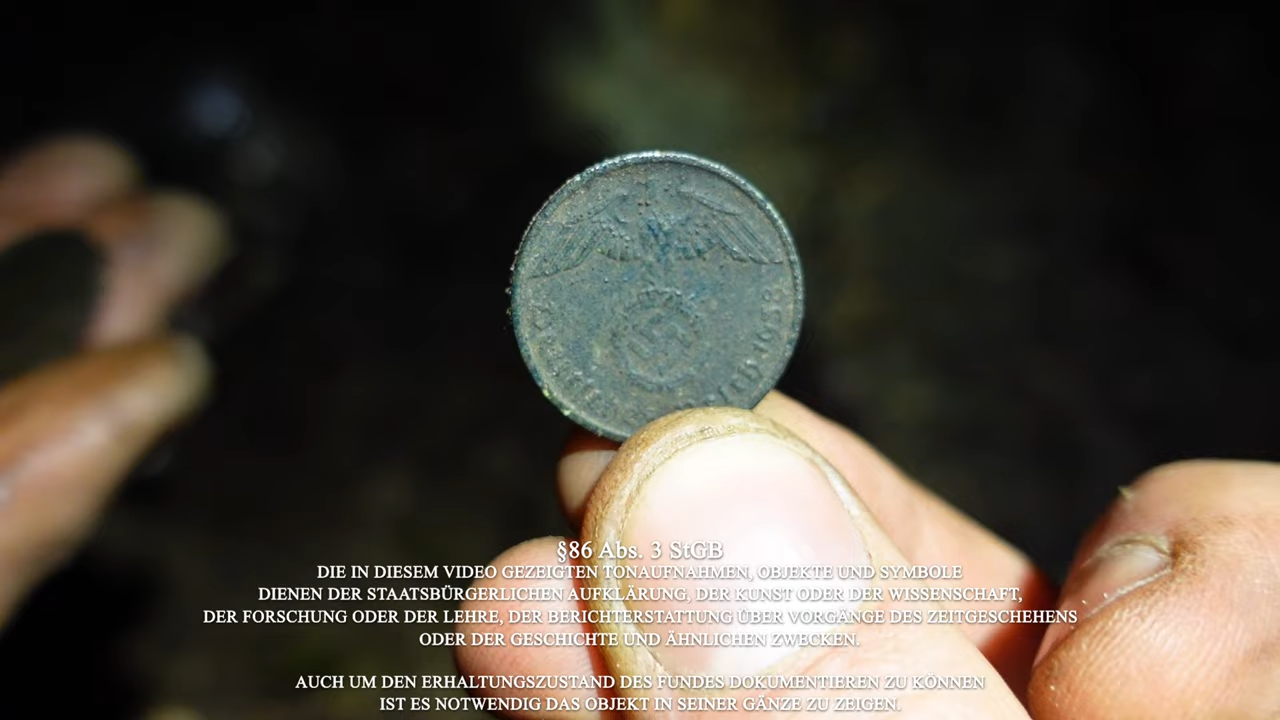 1938
§86 Abs. 3 StGB
DIE IN DIESEM VIDEO GEZEIGTEN TONAUFNAHMEN, OBJEKTE UND SYMBOLE
DIENEN DER STAATSBÜRGERLICHEN AUFKLÄRUNG, DER KUNST ODER DER WISSENSCHAFT,
DER FORSCHUNG ODER DER LEHRE, DER BERICHTERSTATTUNG ÜBER VORGÄNGE DES ZEITGESCHEHENS
ODER DER GESCHICHTE UND ÄHNLICHEN ZWECKEN.
AUCH UM DEN ERHALTUNGSZUSTAND DES FUNDES DOKUMENTIEREN ZU KÖNNEN
IST ES NOTWENDIG DAS OBJEKT IN SEINER GÄNZE ZU ZEIGEN.